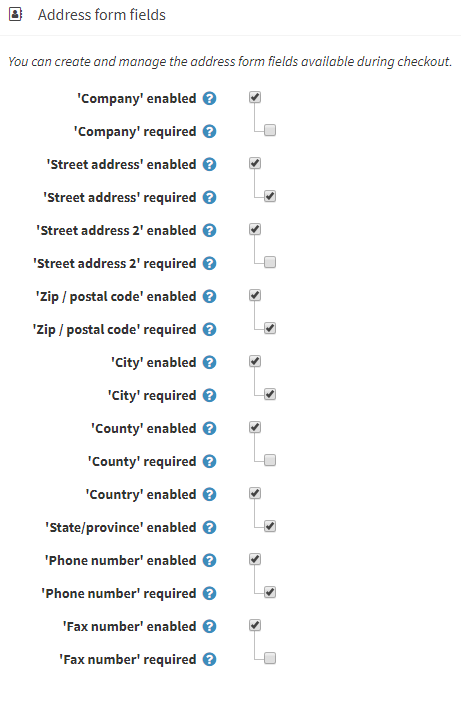 Address form fields
You can create and manage the address form fields available during checkout.
'Company' enabled ?
'Company' required ?
'Street address' enabled ?
'Street address' required ?
'Street address 2' enabled ?
'Street address 2' required ?
'Zip / postal code' enabled ?
'Zip / postal code' required ?
'City' enabled ?
'City' required ?
'County' enabled ?
'County' required ?
'Country' enabled ?
'State/province' enabled ?
'Phone number' enabled ?
'Phone number' required ?
'Fax number' enabled ?
'Fax number' required ?